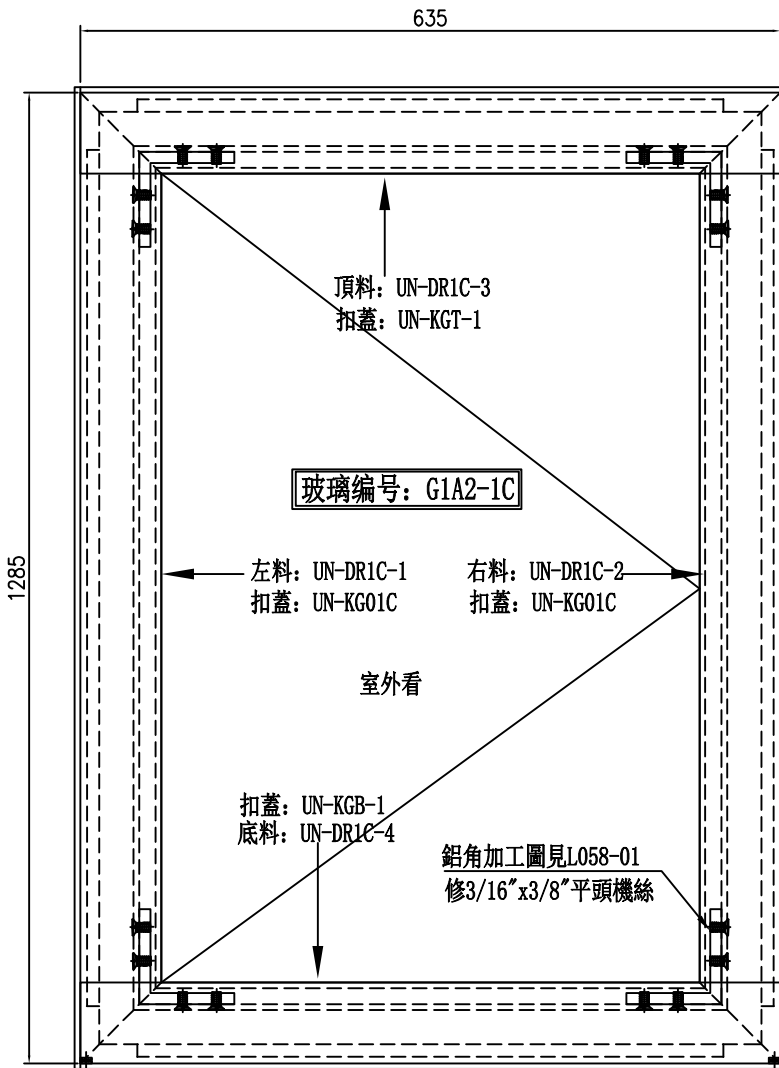 635
頂料: UN-DR1C-3
扣蓋: UN-KGT-1
玻璃编号: G1A2-1C
1285
左料: UN-DR1C-1
扣蓋: UN-KG01C
右料: UN-DR1C-2
扣蓋: UN-KG01C
室外看
扣蓋: UN-KGB-1
底料: UN-DR1C-4
鋁角加工圖見L058-01
修3/16"x3/8"平頭機絲